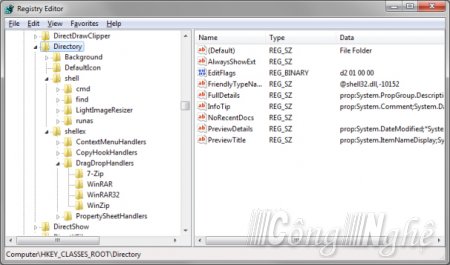 Registry Editor
File Edit View Favorites Help
DirectDrawClipper
Directory
Background
DefaultIcon
shell
cmd
find
LightImageResizer
runas
shellex
ContextMenuHandlers
CopyHookHandlers
DragDropHandlers
7-Zip
WinRAR
WinRAR32
WinZip
PropertySheetHandlers
DirectShow
Name Type Data
(Default) REG_SZ File Folder
AlwaysShowExt REG_SZ
EditFlags REG_BINARY d2 01 00 00
FriendlyTypeNa... REG_SZ @shell32.dll,-10152
FullDetails REG_SZ prop:System.PropGroup.Description
InfoTip REG_SZ prop:System.Comment;System.Da
NoRecentDocs REG_SZ
PreviewDetails REG_SZ prop:System.DateModified;*System
PreviewTitle REG_SZ prop:System.ItemNameDisplay;Sys
Công Nghệ
Computer\HKEY_CLASSES_ROOT\Directory